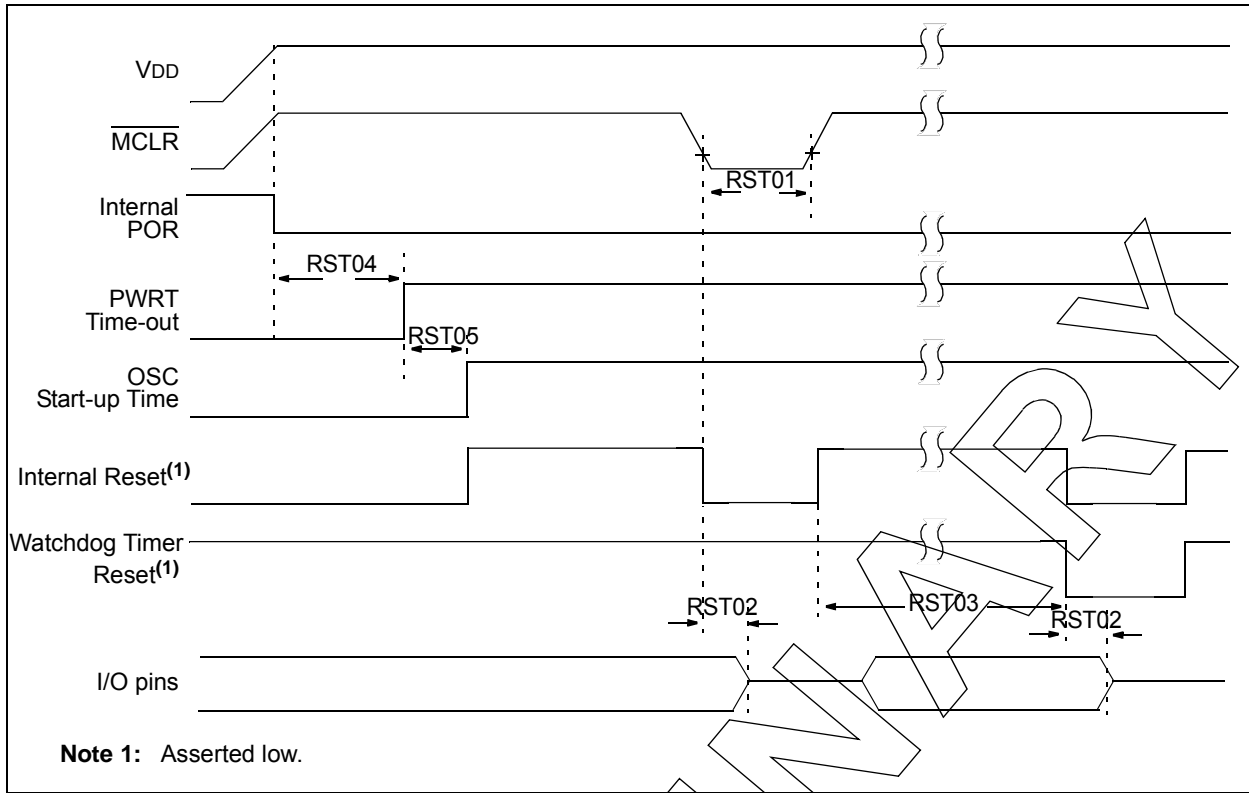 VDD
MCLR
RST01
Internal
POR
RST04
PWRT
Time-out
RST05
OSC
Start-up Time
Internal Reset(1)
Watchdog Timer
Reset(1)
RST02
RST03
RST02
I/O pins
Note 1: Asserted low.
N A R Y